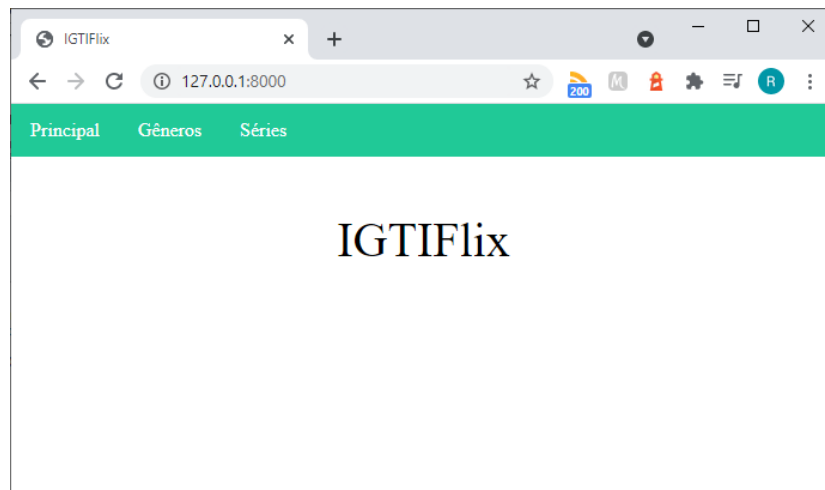 IGTIFlix
127.0.0.1:8000
200
M
R
Principal Gêneros Séries
IGTIFlix